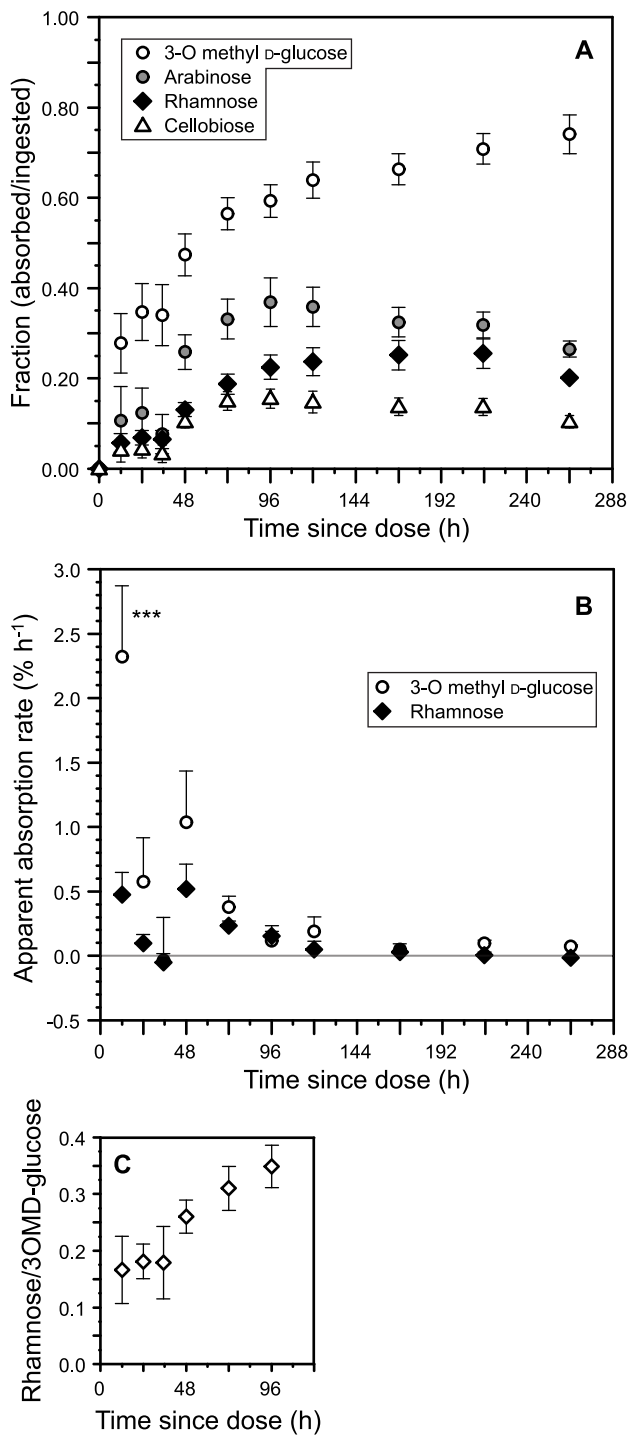 A
3-O methyl D-glucose
Arabinose
Rhamnose
Cellobiose
Fraction (absorbed/ingested)
1.00
0.80
0.60
0.40
0.20
0.00
0 48 96 144 192 240 288
Time since dose (h)
B
***
3-O methyl D-glucose
Rhamnose
Apparent absorption rate (% h-1)
3.0
2.5
2.0
1.5
1.0
0.5
0.0
-0.5
0 48 96 144 192 240 288
Time since dose (h)
C
Rhamnose/3OMD-glucose
0.4
0.3
0.2
0.1
0.0
0 48 96
Time since dose (h)